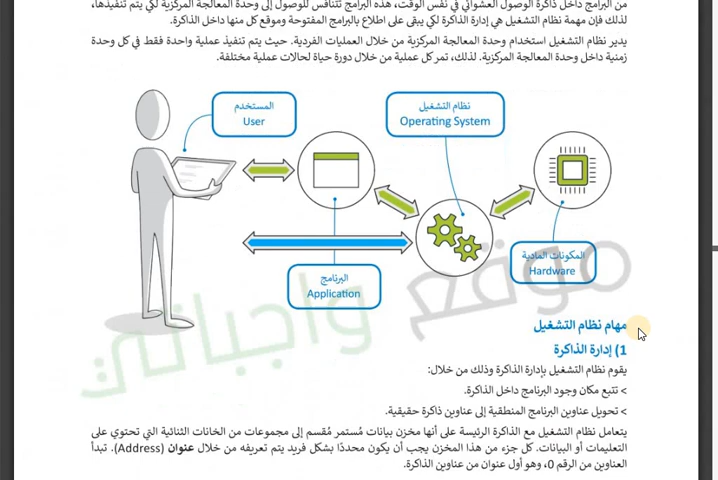 من البرامج داخل ذاكرة الوصول العشوائي في نفس الوقت، هذه البرامج تتنافس للوصول إلى وحدة المعالجة المركزية لكي يتم تنفيذها،
لذلك فإن مهمة نظام التشغيل هي إدارة الذاكرة لكي يبقى على اطلاع بالبرامج المفتوحة وموقع كل منها داخل الذاكرة.
يدير نظام التشغيل استخدام وحدة المعالجة المركزية من خلال العمليات الفردية. حيث يتم تنفيذ عملية واحدة فقط في كل وحدة
زمنية داخل وحدة المعالجة المركزية. لذلك، تمر كل عملية من خلال دورة حياة لحالات عملية مختلفة.
المستخدم
User
نظام التشغيل
Operating System
المكونات المادية
Hardware
البرنامج
Application
موقع واجباتي
مهام نظام التشغيل
1) إدارة الذاكرة
يقوم نظام التشغيل بإدارة الذاكرة وذلك من خلال:
> تتبع مكان وجود البرنامج داخل الذاكرة.
> تحويل عناوين البرنامج المنطقية إلى عناوين ذاكرة حقيقية.
يتعامل نظام التشغيل مع الذاكرة الرئيسة على أنها مخزن بيانات مُستمر مُقسم إلى مجموعات من الخانات الثنائية التي تحتوي على
التعليمات أو البيانات. كل جزء من هذا المخزن يجب أن يكون محددًا بشكل فريد يتم تعريفه من خلال عنوان (Address). تبدأ
العناوين من الرقم 0، وهو أول عنوان من عناوين الذاكرة.